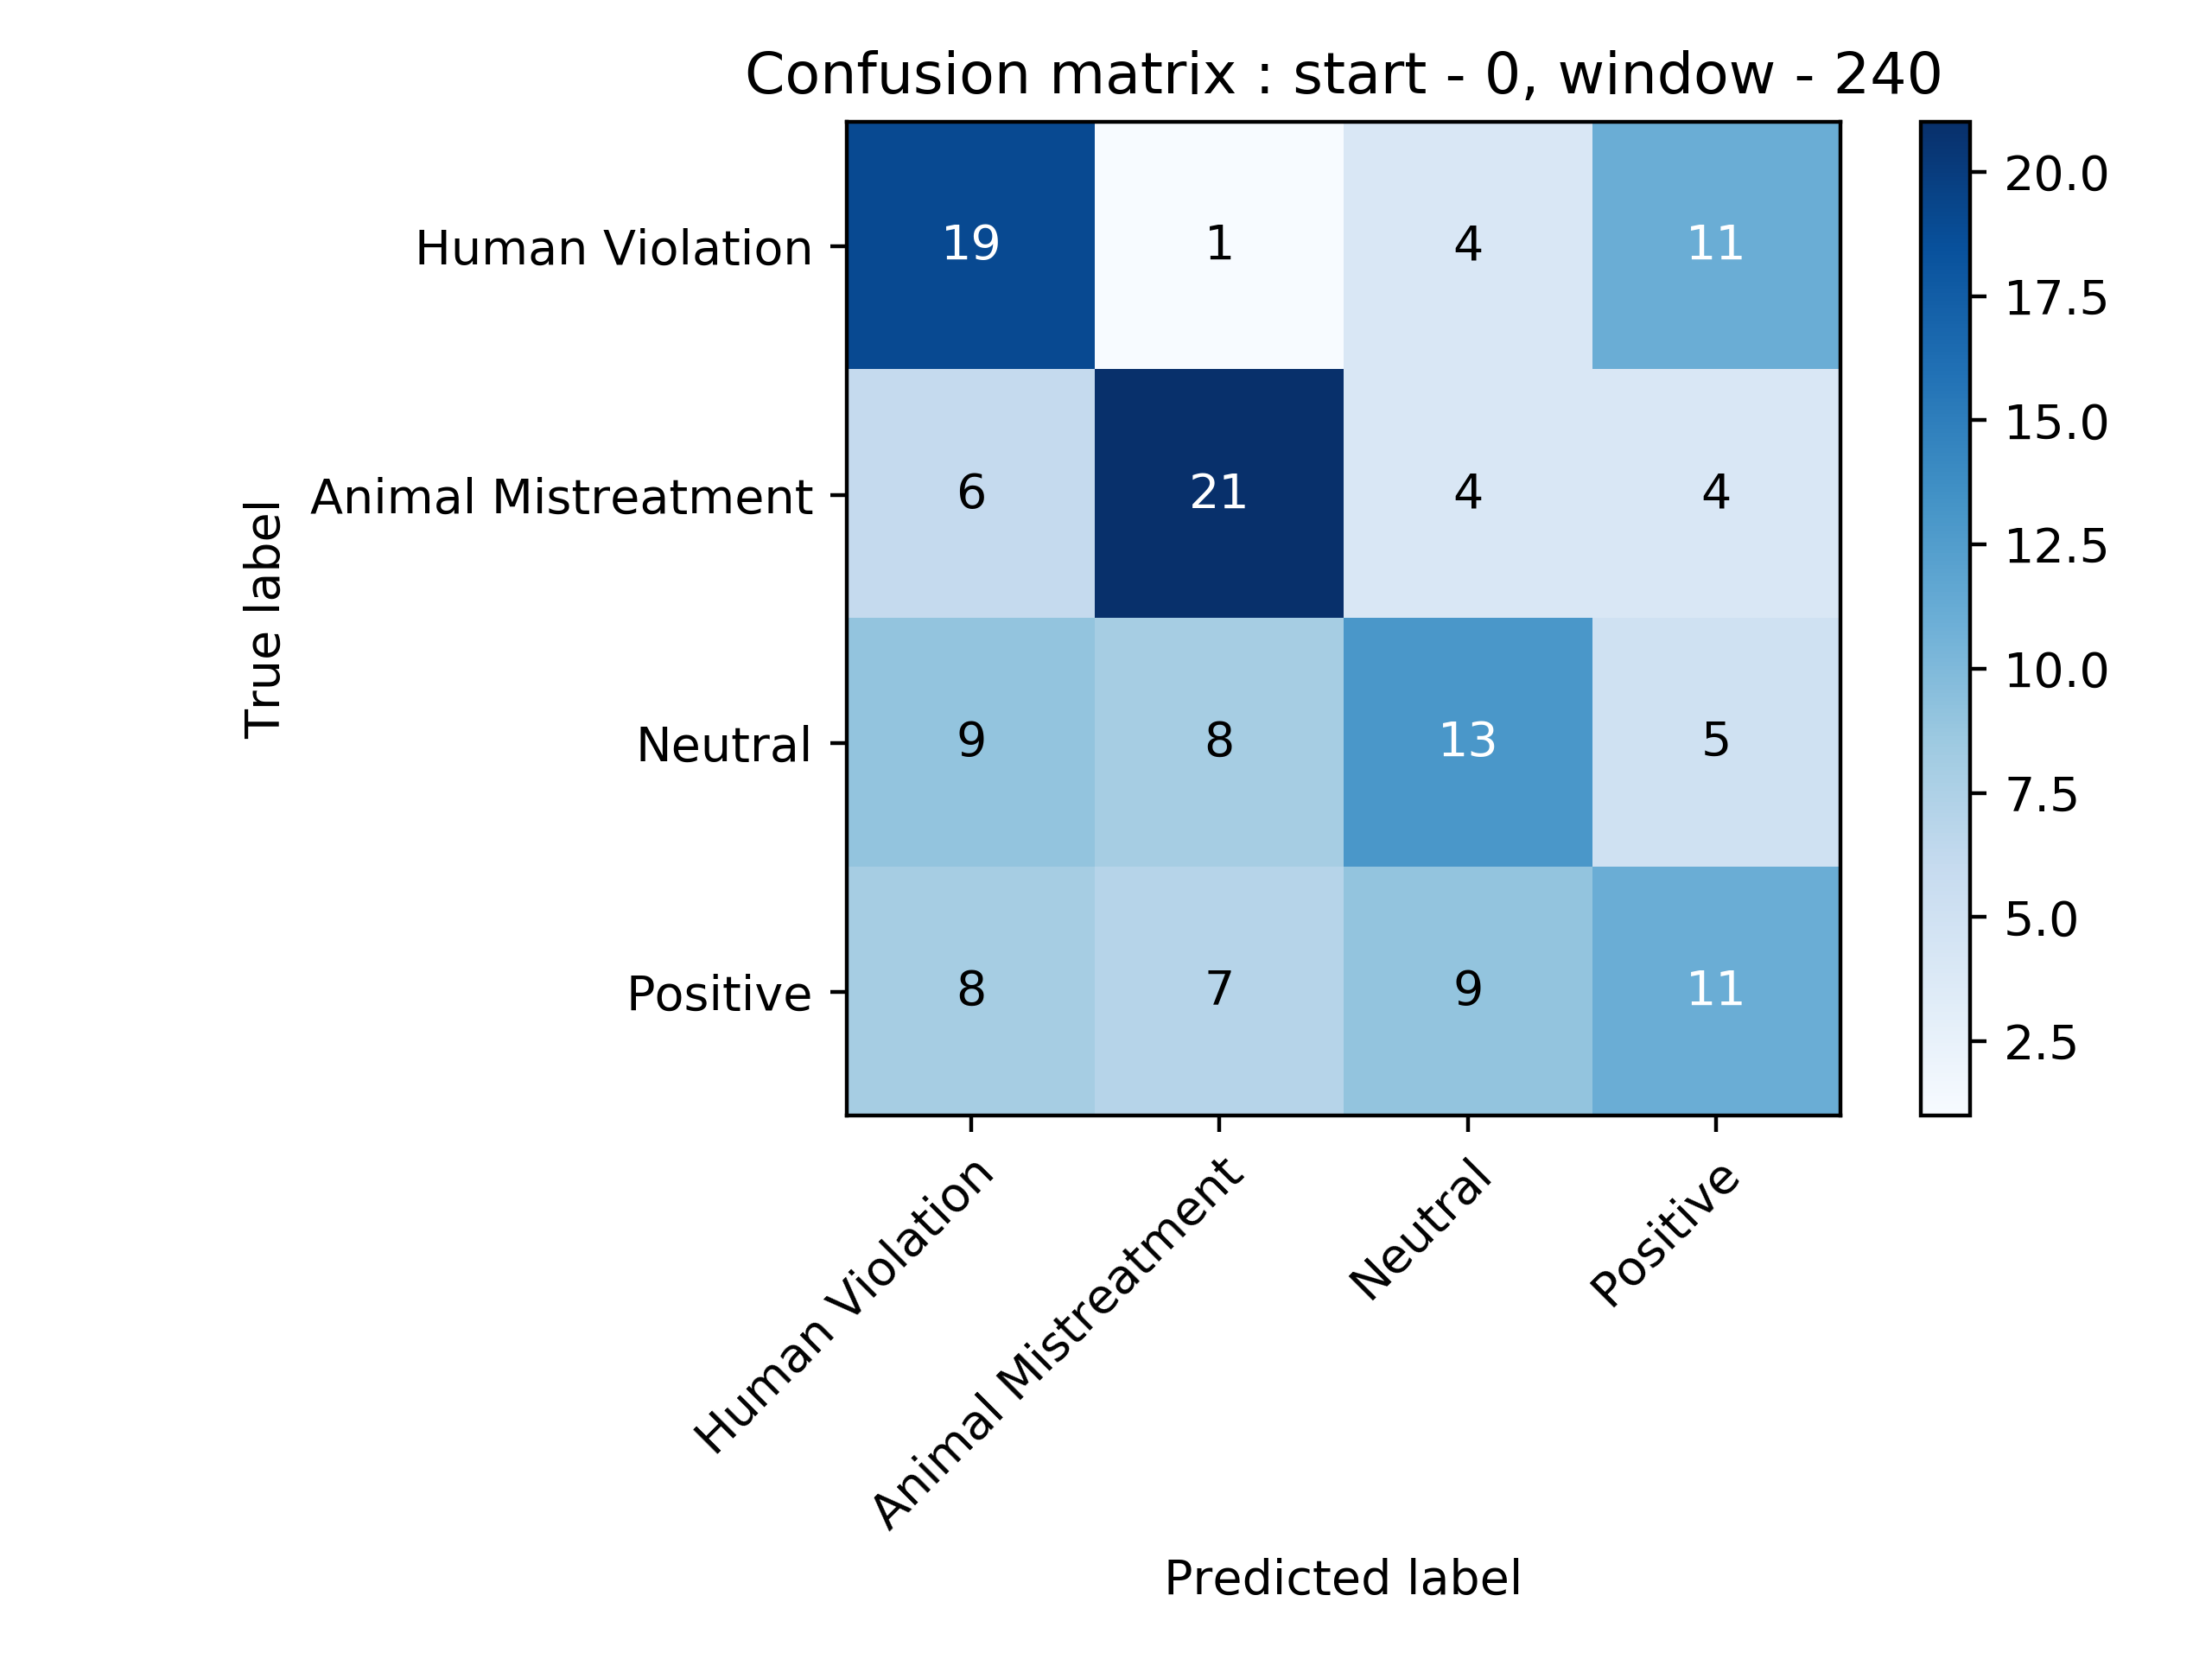 Confusion matrix : start - 0, window - 240
True label
Human Violation
Animal Mistreatment
Neutral
Positive
19 1 4 11
6 21 4 4
9 8 13 5
8 7 9 11
Human Violation
Animal Mistreatment
Neutral
Positive
Predicted label
20.0
17.5
15.0
12.5
10.0
7.5
5.0
2.5